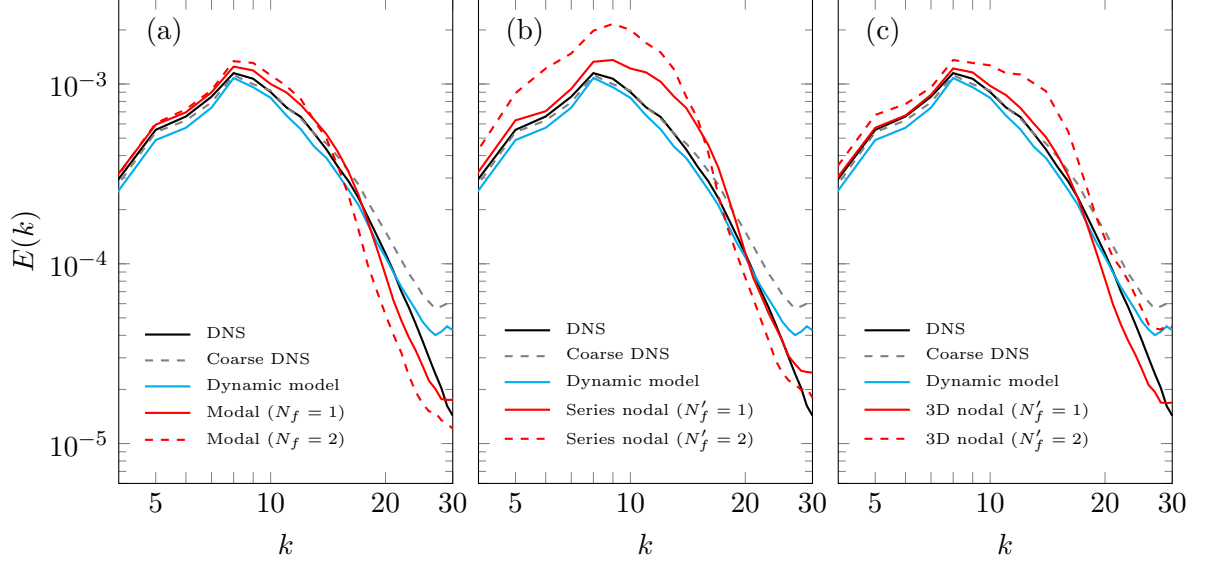 (a)
(b)
(c)
10⁻³
10⁻⁴
10⁻⁵
E(k)
DNS
Coarse DNS
Dynamic model
Modal (N_f = 1)
Modal (N_f = 2)
DNS
Coarse DNS
Dynamic model
Series nodal (N′_f = 1)
Series nodal (N′_f = 2)
DNS
Coarse DNS
Dynamic model
3D nodal (N′_f = 1)
3D nodal (N′_f = 2)
5 10 20 30
5 10 20 30
5 10 20 30
k
k
k